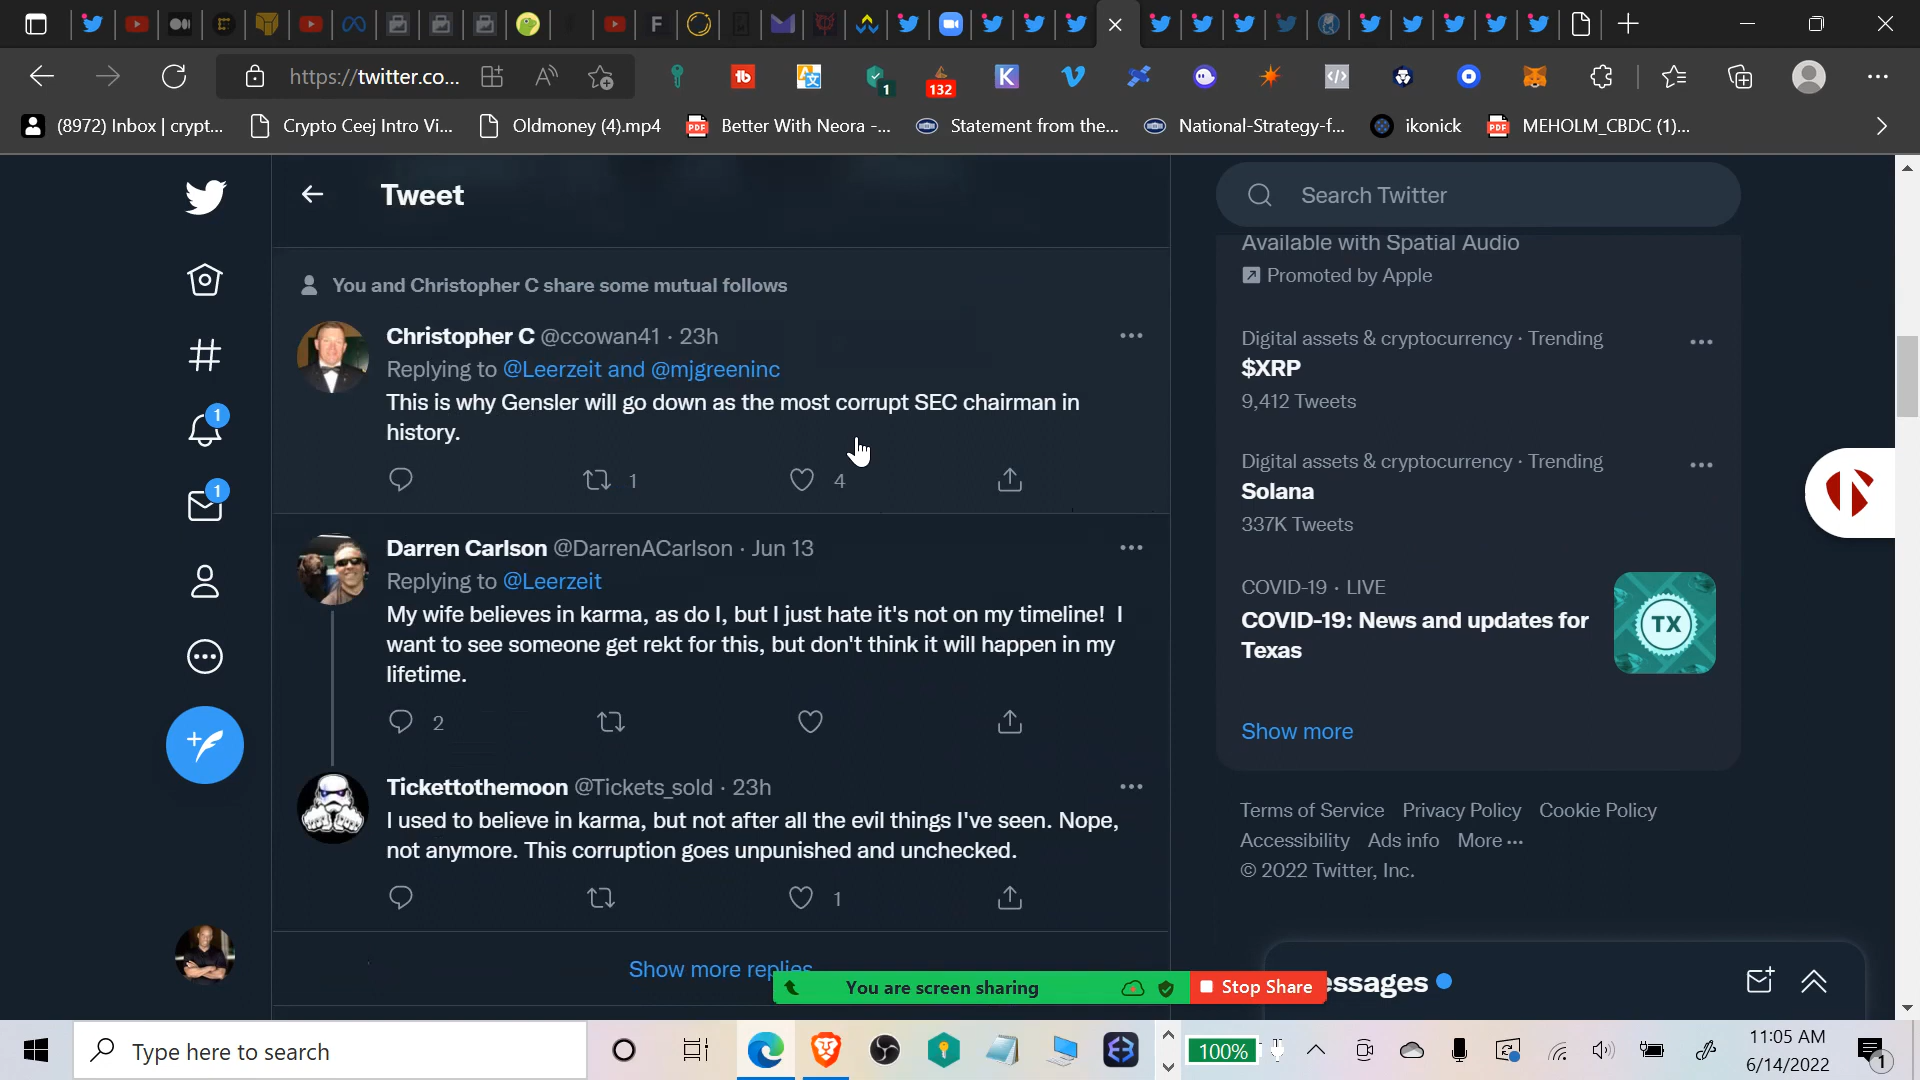 https://twitter.co...
1
132
(8972) Inbox | crypt...
Crypto Ceej Intro Vi...
Oldmoney (4).mp4
Better With Neora -...
Statement from the...
National-Strategy-f...
ikonick
MEHOLM_CBDC (1)...
Tweet
Search Twitter
Available with Spatial Audio
Promoted by Apple
You and Christopher C share some mutual follows
Christopher C @ccowan41 · 23h
Replying to @Leerzeit and @mjgreeninc
This is why Gensler will go down as the most corrupt SEC chairman in
history.
1
4
Digital assets & cryptocurrency · Trending
$XRP
9,412 Tweets
Digital assets & cryptocurrency · Trending
Solana
337K Tweets
1
1
Darren Carlson @DarrenACarlson · Jun 13
Replying to @Leerzeit
My wife believes in karma, as do I, but I just hate it's not on my timeline! I
want to see someone get rekt for this, but don't think it will happen in my
lifetime.
2
COVID-19 · LIVE
COVID-19: News and updates for
Texas
TX
Show more
Tickettothemoon @Tickets_sold · 23h
I used to believe in karma, but not after all the evil things I've seen. Nope,
not anymore. This corruption goes unpunished and unchecked.
1
Terms of Service Privacy Policy Cookie Policy
Accessibility Ads info More
© 2022 Twitter, Inc.
Show more replies
You are screen sharing
Stop Share
essages
Type here to search
100%
11:05 AM
6/14/2022
1